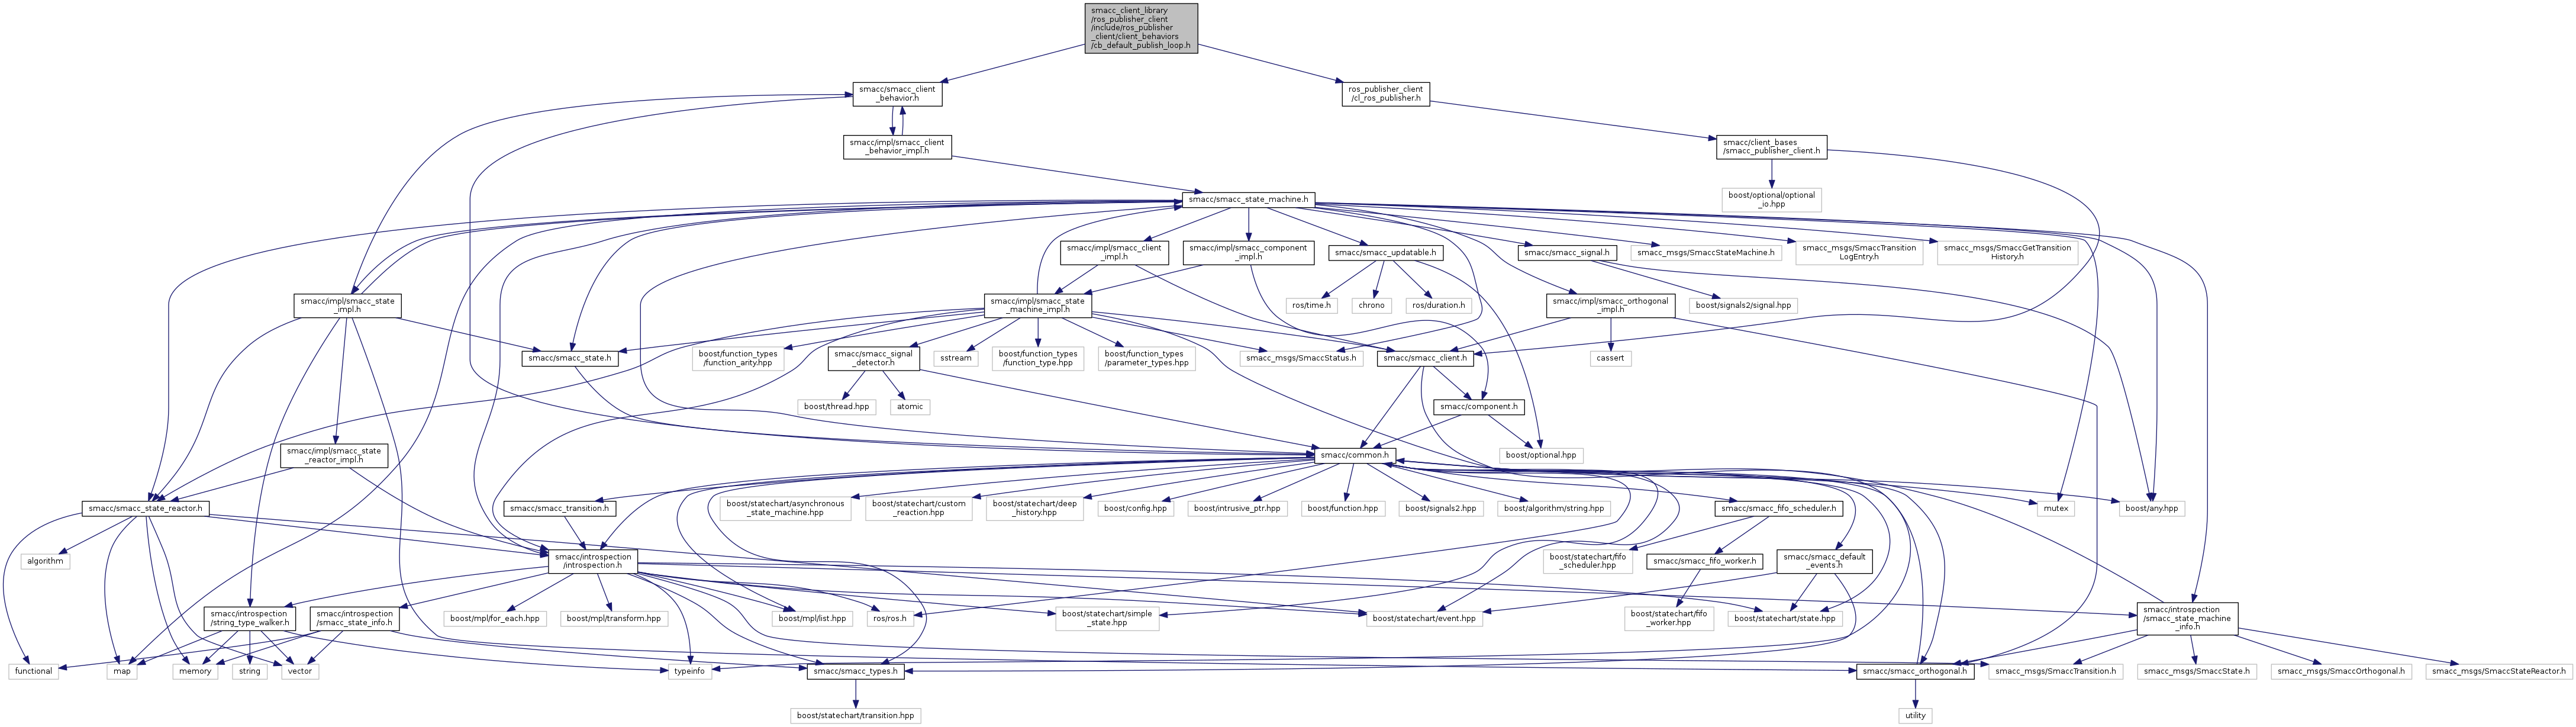 smacc_client_library
/ros_publisher_client
/include/ros_publisher
_client/client_behaviors
/cb_default_publish_loop.h
smacc/smacc_client
_behavior.h
ros_publisher_client
/cl_ros_publisher.h
smacc/impl/smacc_client
_behavior_impl.h
smacc/client_bases
/smacc_publisher_client.h
smacc/smacc_state_machine.h
boost/optional/optional
_io.hpp
smacc/impl/smacc_client
_impl.h
smacc/impl/smacc_component
_impl.h
smacc/smacc_updatable.h
smacc/smacc_signal.h
smacc_msgs/SmaccStateMachine.h
smacc_msgs/SmaccTransition
LogEntry.h
smacc_msgs/SmaccGetTransition
History.h
smacc/impl/smacc_state
_impl.h
smacc/impl/smacc_state
_machine_impl.h
ros/time.h
chrono
ros/duration.h
smacc/impl/smacc_orthogonal
_impl.h
boost/signals2/signal.hpp
smacc/smacc_state.h
boost/function_types
/function_arity.hpp
smacc/smacc_signal
_detector.h
sstream
boost/function_types
/function_type.hpp
boost/function_types
/parameter_types.hpp
smacc_msgs/SmaccStatus.h
smacc/smacc_client.h
cassert
boost/thread.hpp
atomic
smacc/component.h
smacc/impl/smacc_state
_reactor_impl.h
smacc/common.h
boost/optional.hpp
smacc/smacc_state_reactor.h
smacc/smacc_transition.h
boost/statechart/asynchronous
_state_machine.hpp
boost/statechart/custom
_reaction.hpp
boost/statechart/deep
_history.hpp
boost/config.hpp
boost/intrusive_ptr.hpp
boost/function.hpp
boost/signals2.hpp
boost/algorithm/string.hpp
smacc/smacc_fifo_scheduler.h
mutex
boost/any.hpp
algorithm
smacc/introspection
/introspection.h
boost/statechart/fifo
_scheduler.hpp
smacc/smacc_fifo_worker.h
smacc/smacc_default
_events.h
smacc/introspection
/string_type_walker.h
smacc/introspection
/smacc_state_info.h
boost/mpl/for_each.hpp
boost/mpl/transform.hpp
boost/mpl/list.hpp
ros/ros.h
boost/statechart/simple
_state.hpp
boost/statechart/event.hpp
boost/statechart/fifo
_worker.hpp
boost/statechart/state.hpp
smacc/introspection
/smacc_state_machine
_info.h
functional
map
memory
string
vector
typeinfo
smacc/smacc_types.h
smacc/smacc_orthogonal.h
smacc_msgs/SmaccTransition.h
smacc_msgs/SmaccState.h
smacc_msgs/SmaccOrthogonal.h
smacc_msgs/SmaccStateReactor.h
boost/statechart/transition.hpp
utility